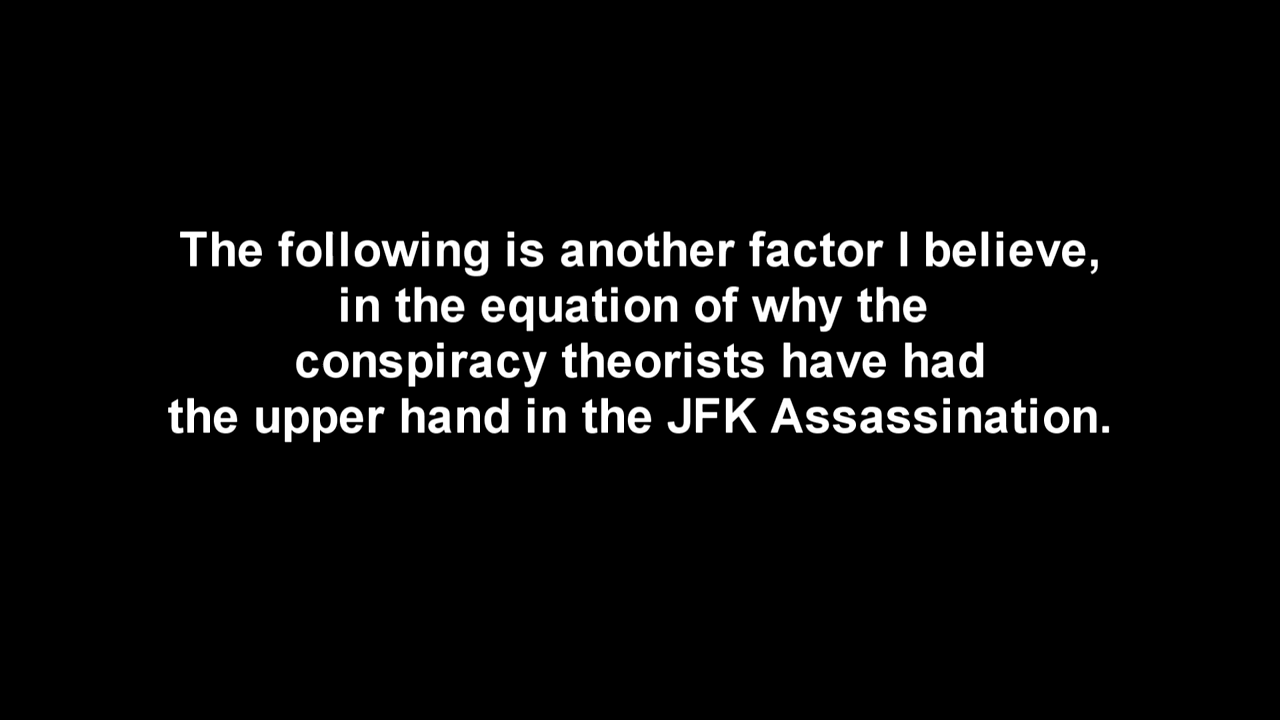 The following is another factor I believe,
in the equation of why the
conspiracy theorists have had
the upper hand in the JFK Assassination.